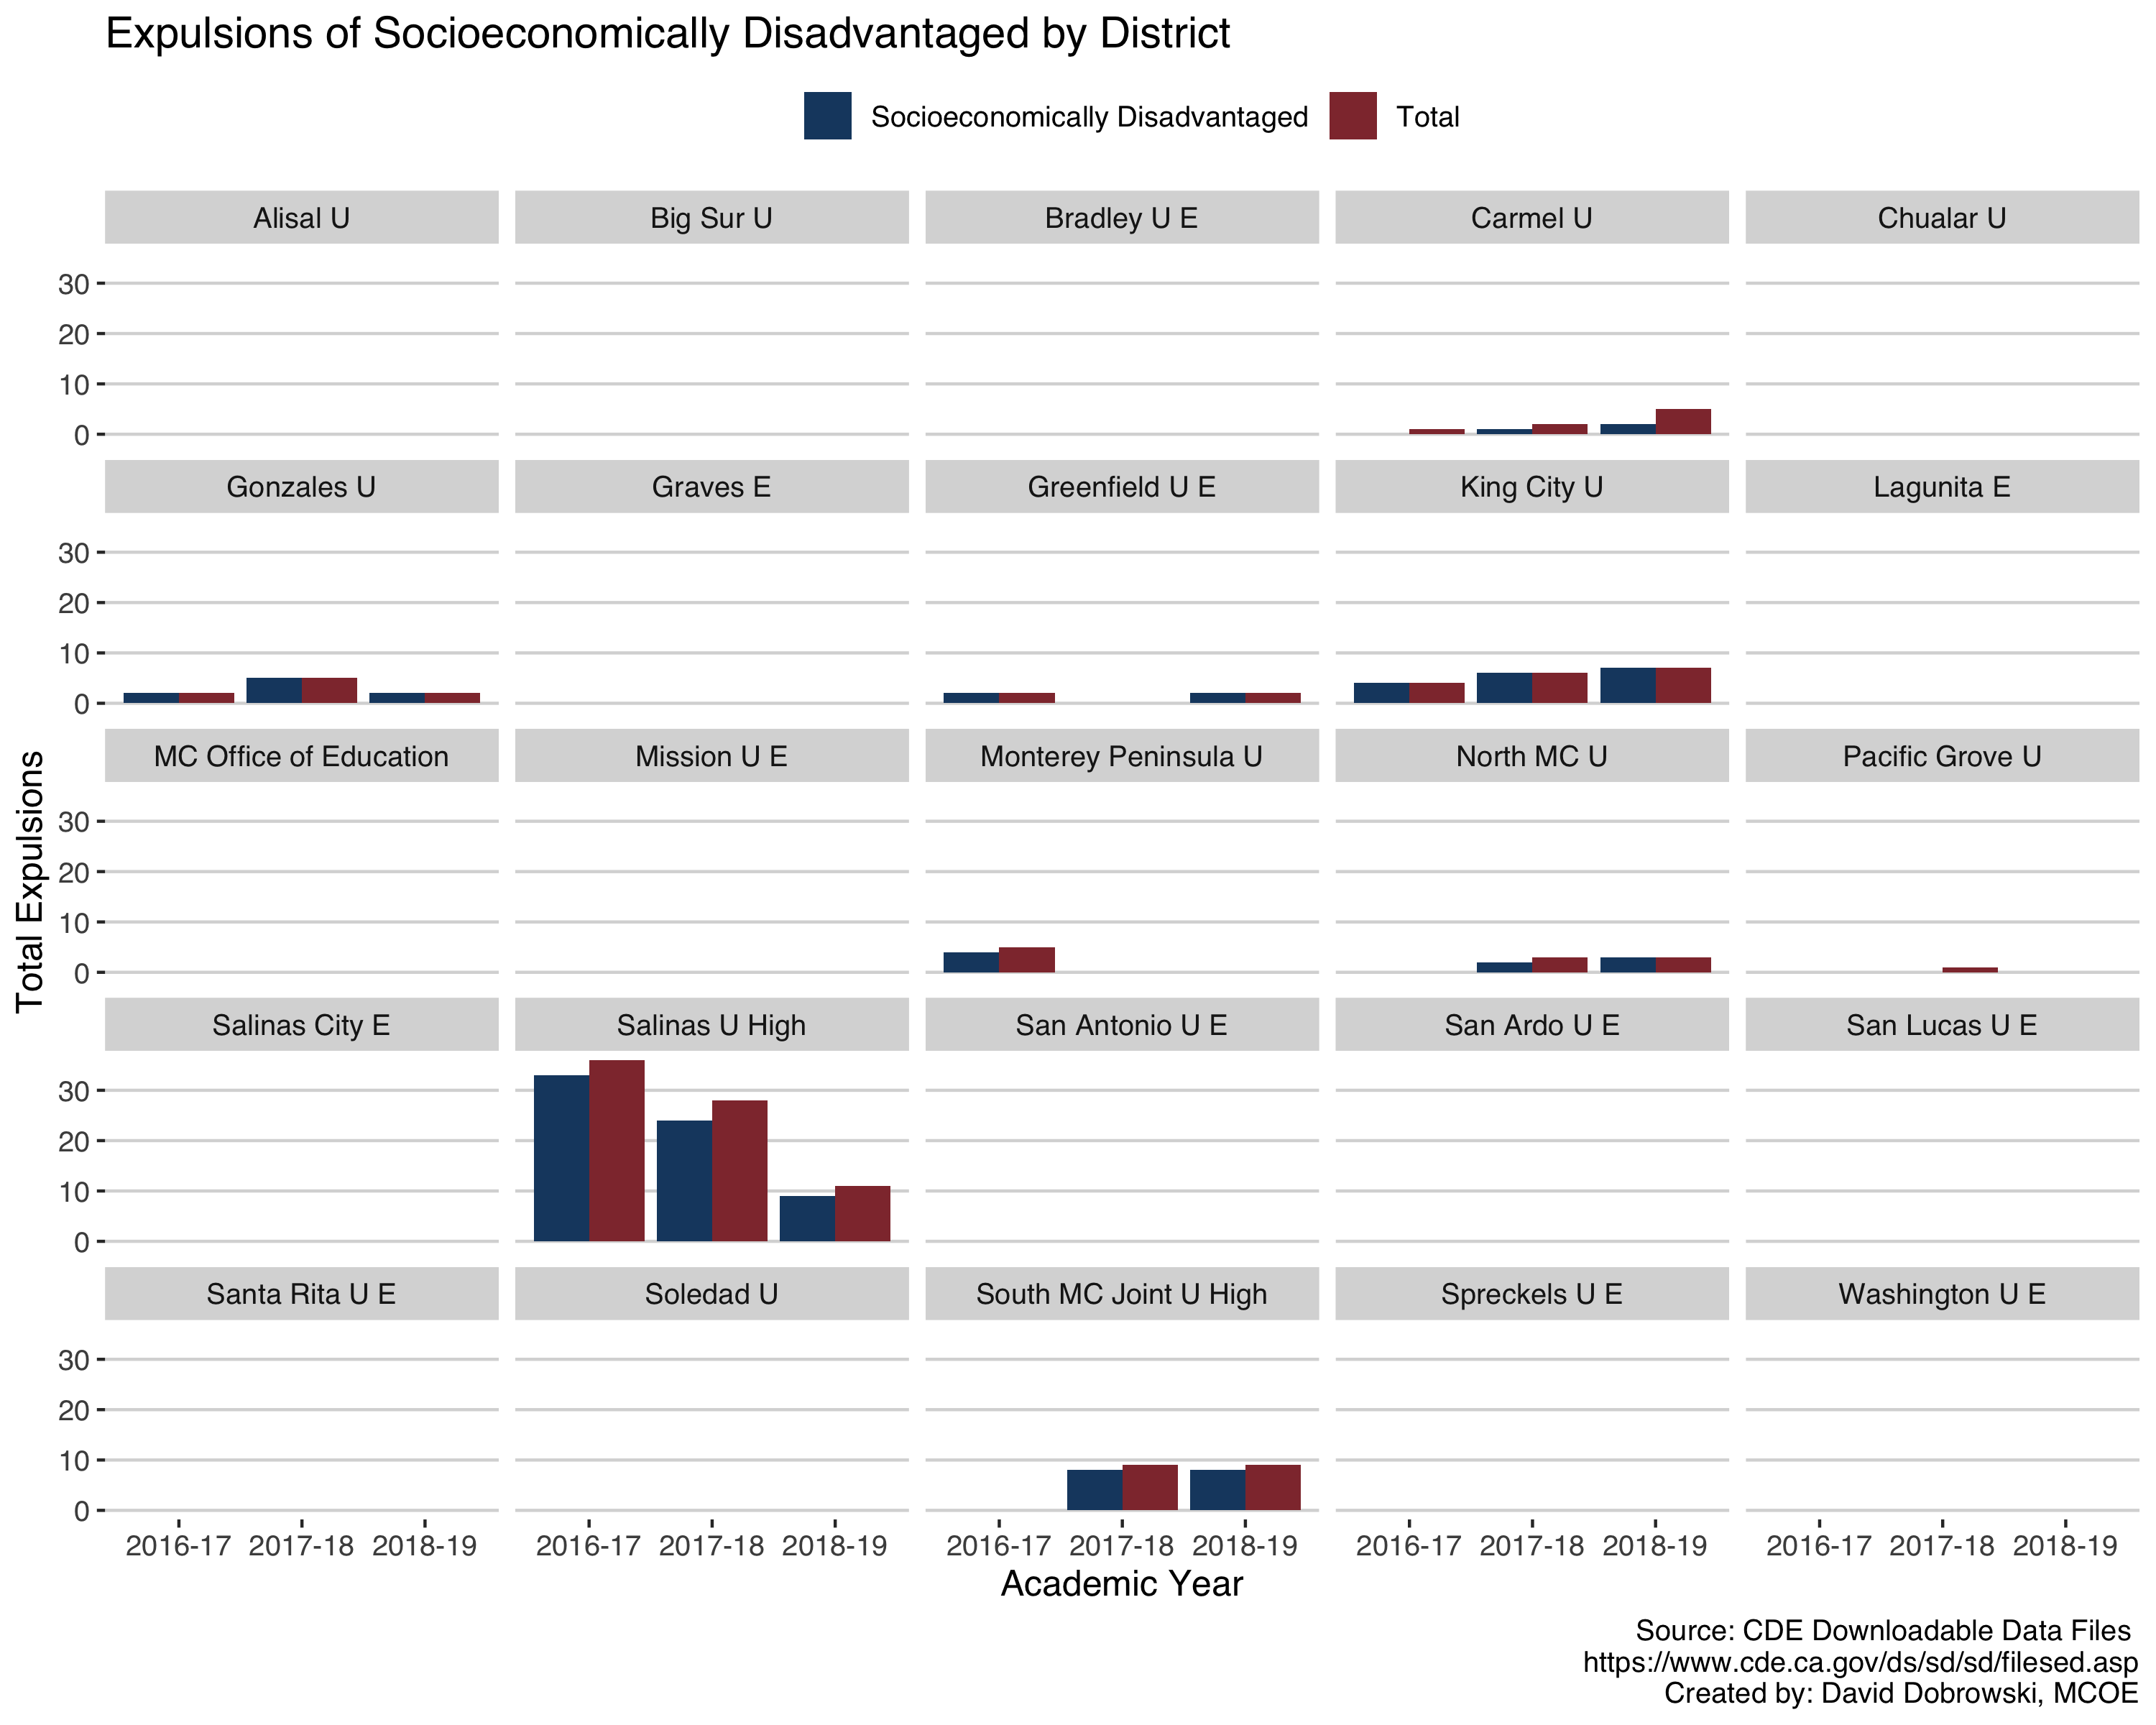 Expulsions of Socioeconomically Disadvantaged by District
Socioeconomically Disadvantaged Total
Alisal U Big Sur U Bradley U E Carmel U Chualar U
30
20
10
0
Gonzales U Graves E Greenfield U E King City U Lagunita E
30
20
10
0
MC Office of Education Mission U E Monterey Peninsula U North MC U Pacific Grove U
30
20
10
0
Salinas City E Salinas U High San Antonio U E San Ardo U E San Lucas U E
30
20
10
0
Santa Rita U E Soledad U South MC Joint U High Spreckels U E Washington U E
30
20
10
0
Total Expulsions
2016-17 2017-18 2018-19 2016-17 2017-18 2018-19 2016-17 2017-18 2018-19 2016-17 2017-18 2018-19 2016-17 2017-18 2018-19
Academic Year
Source: CDE Downloadable Data Files
https://www.cde.ca.gov/ds/sd/sd/filesed.asp
Created by: David Dobrowski, MCOE